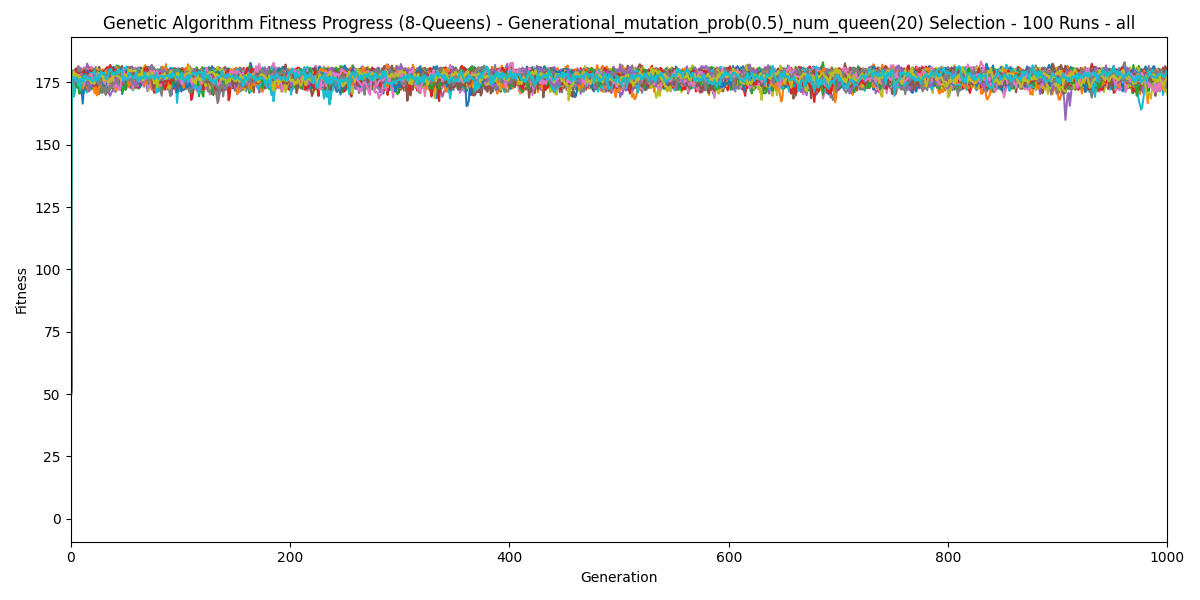 Genetic Algorithm Fitness Progress (8-Queens) - Generational_mutation_prob(0.5)_num_queen(20) Selection - 100 Runs - all
175
150
125
100
75
50
25
0
Fitness
0 200 400 600 800 1000
Generation